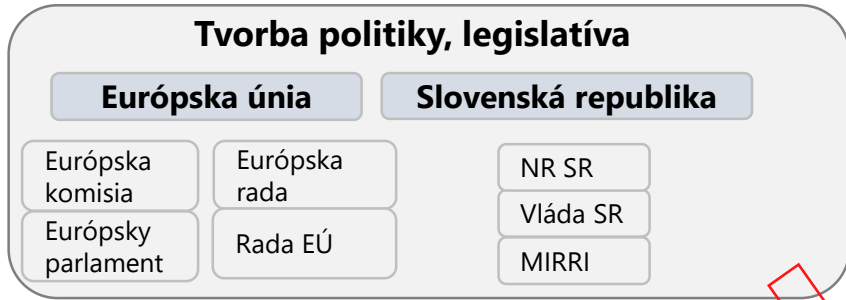 Tvorba politiky, legislatíva
Európska únia
Slovenská republika
Európska
komisia
Európska
rada
Európsky
parlament
Rada EÚ
NR SR
Vláda SR
MIRRI